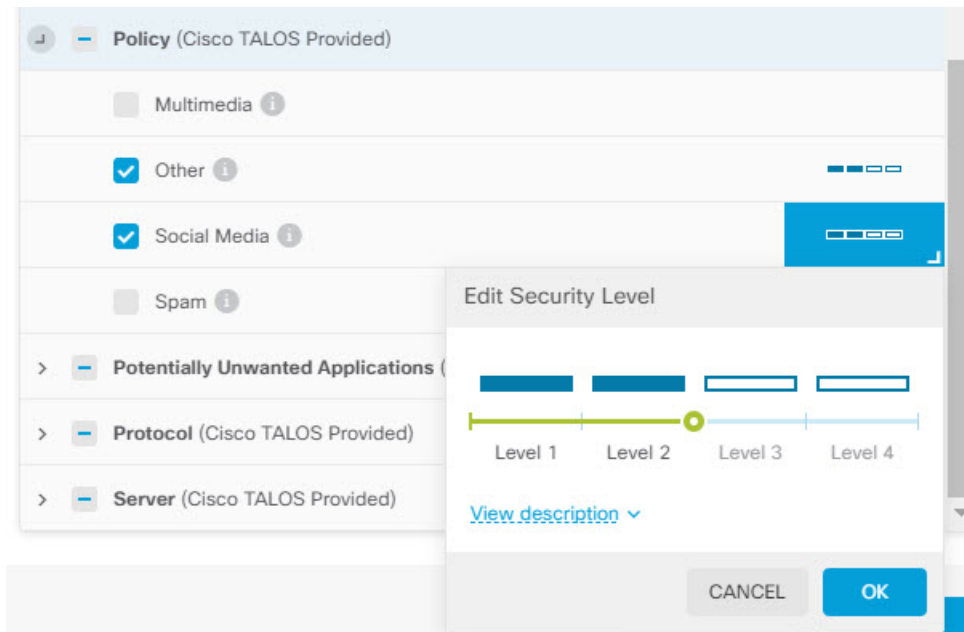 Policy (Cisco TALOS Provided)
Multimedia
Other
Social Media
Spam
Edit Security Level
Potentially Unwanted Applications (
Protocol (Cisco TALOS Provided)
Server (Cisco TALOS Provided)
Level 1 Level 2 Level 3 Level 4
View description
CANCEL OK